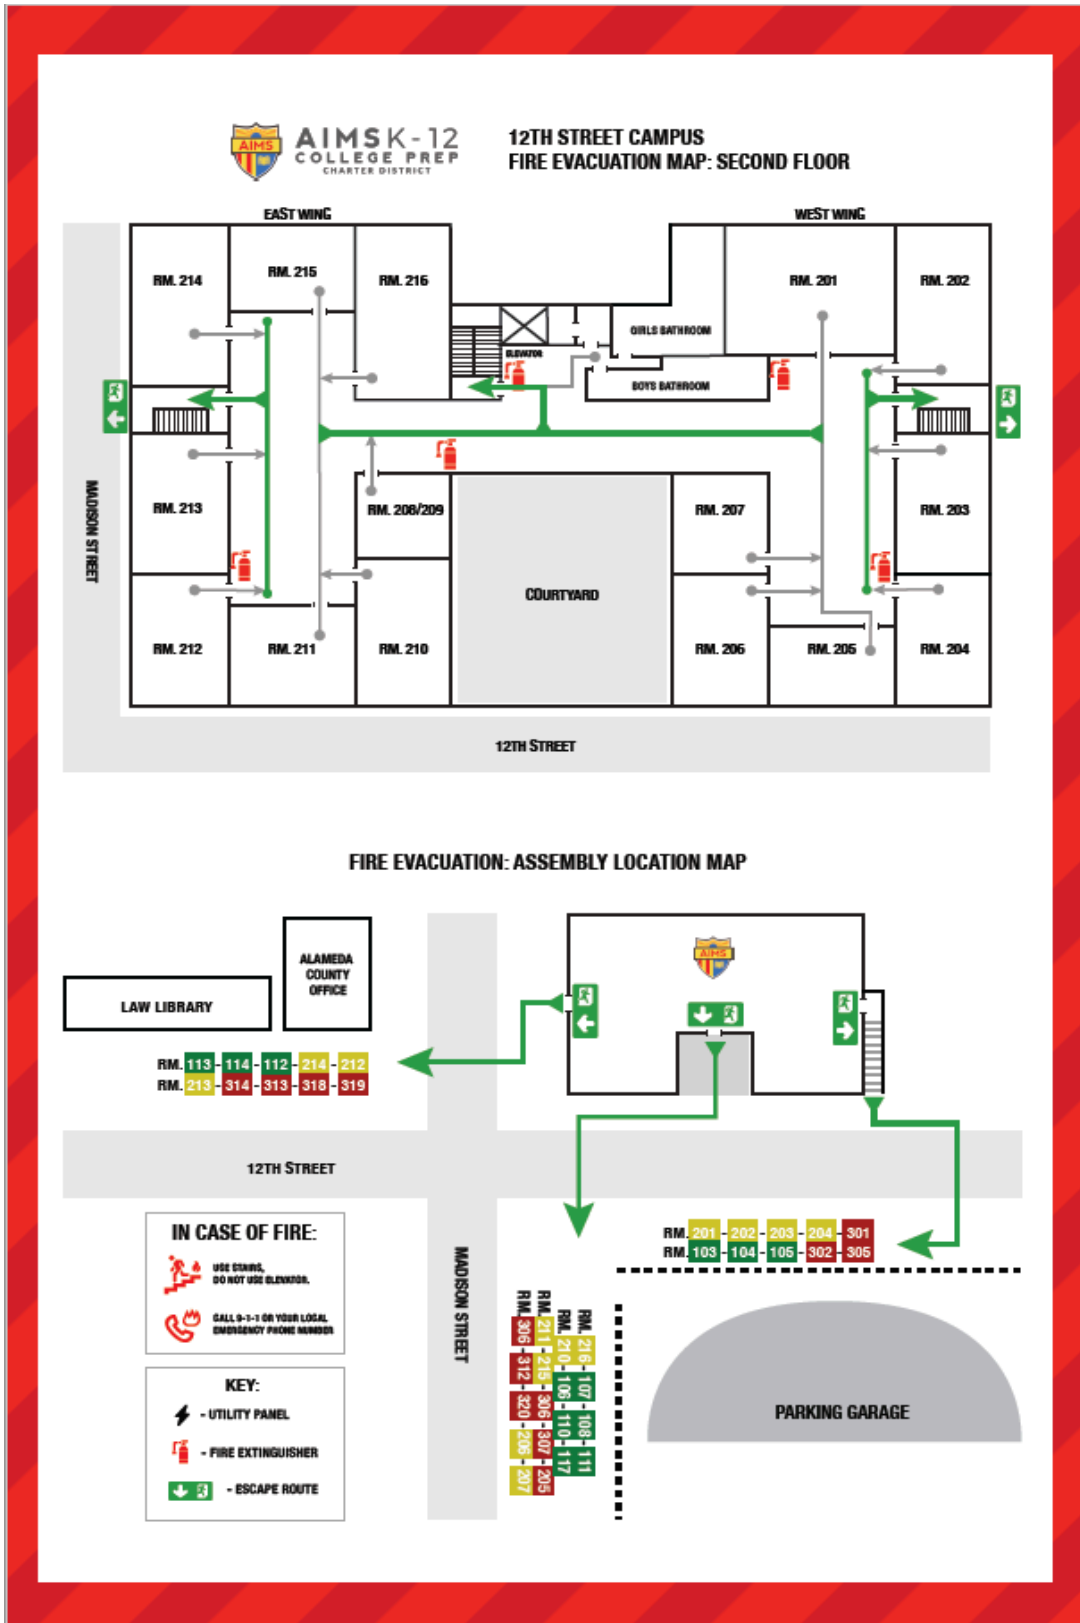 AIMS
AIMSK-12
COLLEGE PREP
CHARTER DISTRICT
12TH STREET CAMPUS
FIRE EVACUATION MAP: SECOND FLOOR
EAST WING
WEST WING
RM. 214
RM. 215
RM. 216
RM. 201
RM. 202
GIRLS BATHROOM
ELEVATOR
BOYS BATHROOM
MADISON STREET
RM. 213
RM. 208/209
RM. 207
RM. 203
COURTYARD
RM. 212
RM. 211
RM. 210
RM. 206
RM. 205
RM. 204
12TH STREET
FIRE EVACUATION: ASSEMBLY LOCATION MAP
LAW LIBRARY
ALAMEDA
COUNTY
OFFICE
AIMS
RM. 113 - 114 - 112 - 214 - 212
RM. 213 - 314 - 313 - 318 - 319
12TH STREET
RM. 201 - 202 - 203 - 204 - 301
RM. 103 - 104 - 105 - 302 - 305
IN CASE OF FIRE:
USE STAIRS,
DO NOT USE ELEVATOR.
CALL 9-1-1 OR YOUR LOCAL
EMERGENCY PHONE NUMBER
MADISON STREET
RM. 216 - 107 - 108 - 111
RM. 210 - 106 - 110 - 117
RM. 211 - 215 - 306 - 307 - 205
RM. 306 - 312 - 320 - 206 - 207
PARKING GARAGE
KEY:
- UTILITY PANEL
- FIRE EXTINGUISHER
- ESCAPE ROUTE